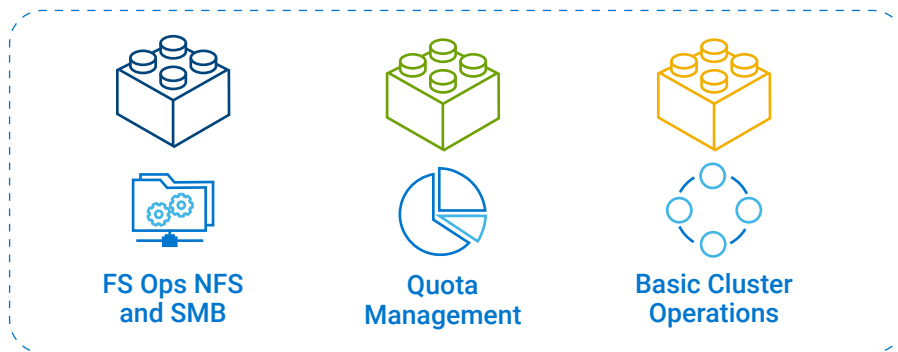 FS Ops NFS
and SMB
Quota
Management
Basic Cluster
Operations